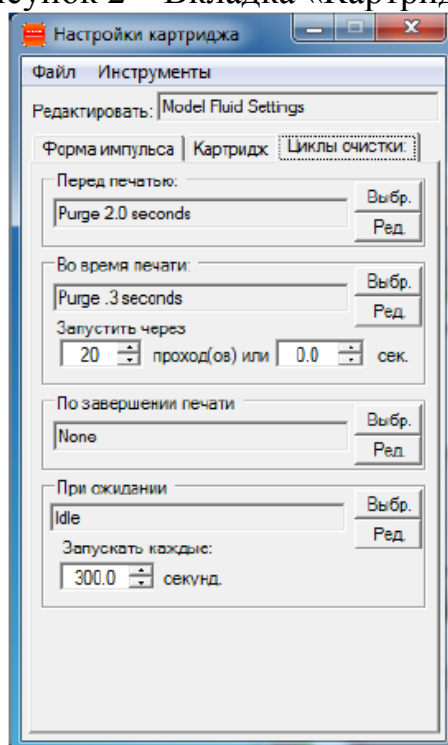 сунок 2 Вкладка «Картрид
Настройки картриджа
Файл Инструменты
Редактировать: Model Fluid Settings
Форма импульса Картридж Циклы очистки:
Перед печатью:
Purge 2.0 seconds
Выбр.
Ред.
Во время печати:
Purge .3 seconds
Выбр.
Ред.
Запустить через
20 проход(ов) или 0.0 сек.
По завершении печати
None
Выбр.
Ред.
При ожидании
Idle
Выбр.
Ред.
Запускать каждые:
300.0 секунд.